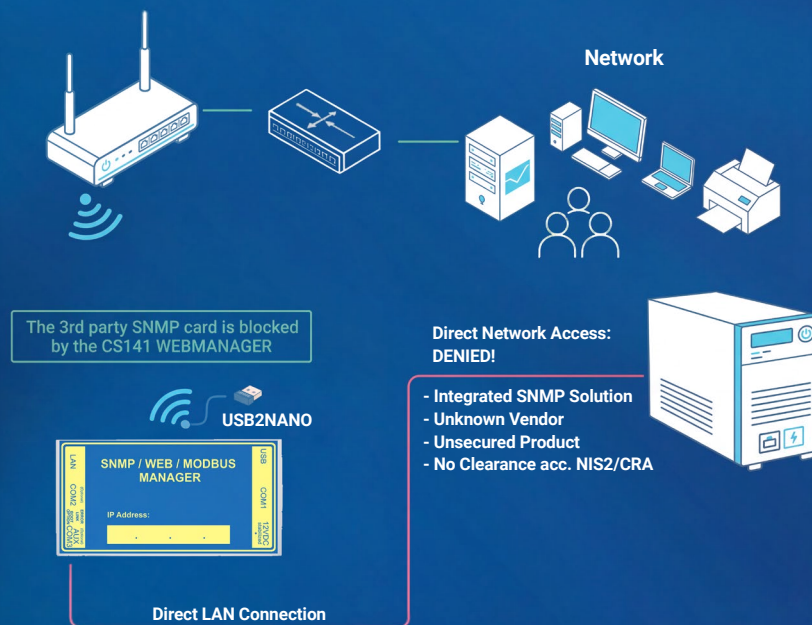 Network
The 3rd party SNMP card is blocked
by the CS141 WEBMANAGER
Direct Network Access:
DENIED!
- Integrated SNMP Solution
- Unknown Vendor
- Unsecured Product
- No Clearance acc. NIS2/CRA
USB2NANO
LAN
COM2
AUX
COM3
SNMP / WEB / MODBUS
MANAGER
IP Address:
. . .
USB
COM1
12VDC
Direct LAN Connection